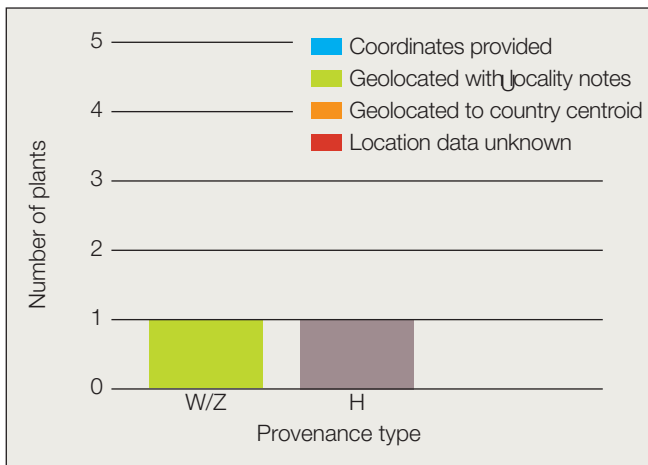 5
4
3
2
1
0
Number of plants
Coordinates provided
Geolocated with locality notes
Geolocated to country centroid
Location data unknown
W/Z
H
Provenance type